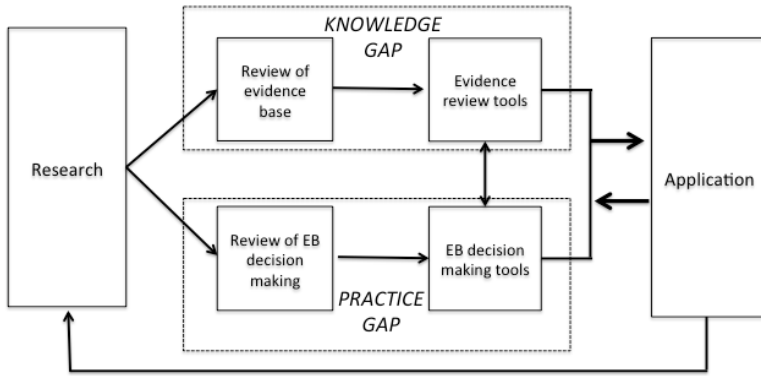 KNOWLEDGE
GAP
Review of
evidence
base
Evidence
review tools
Research
Application
Review of EB
decision
making
EB decision
making tools
PRACTICE
GAP